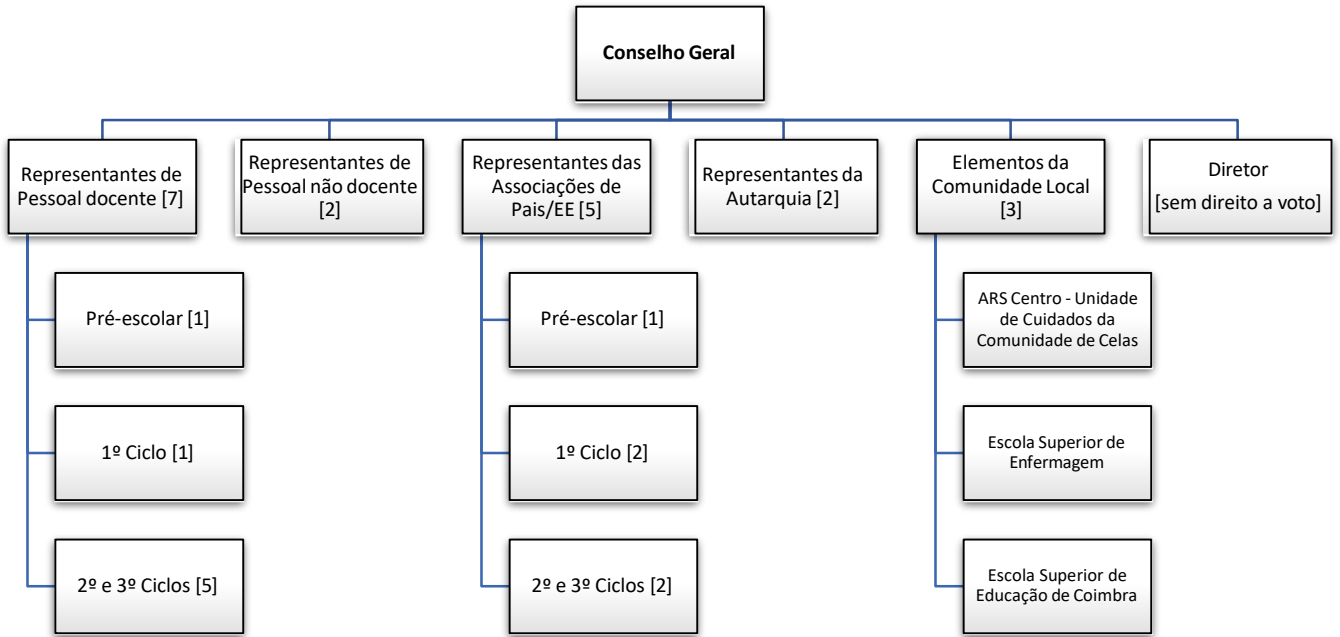 Conselho Geral
Representantes de
Pessoal docente [7]
Representantes de
Pessoal não docente
[2]
Representantes das
Associações de
Pais/EE [5]
Representantes da
Autarquia [2]
Elementos da
Comunidade Local
[3]
Diretor
[sem direito a voto]
Pré-escolar [1]
1º Ciclo [1]
2º e 3º Ciclos [5]
Pré-escolar [1]
1º Ciclo [2]
2º e 3º Ciclos [2]
ARS Centro - Unidade
de Cuidados da
Comunidade de Celas
Escola Superior de
Enfermagem
Escola Superior de
Educação de Coimbra